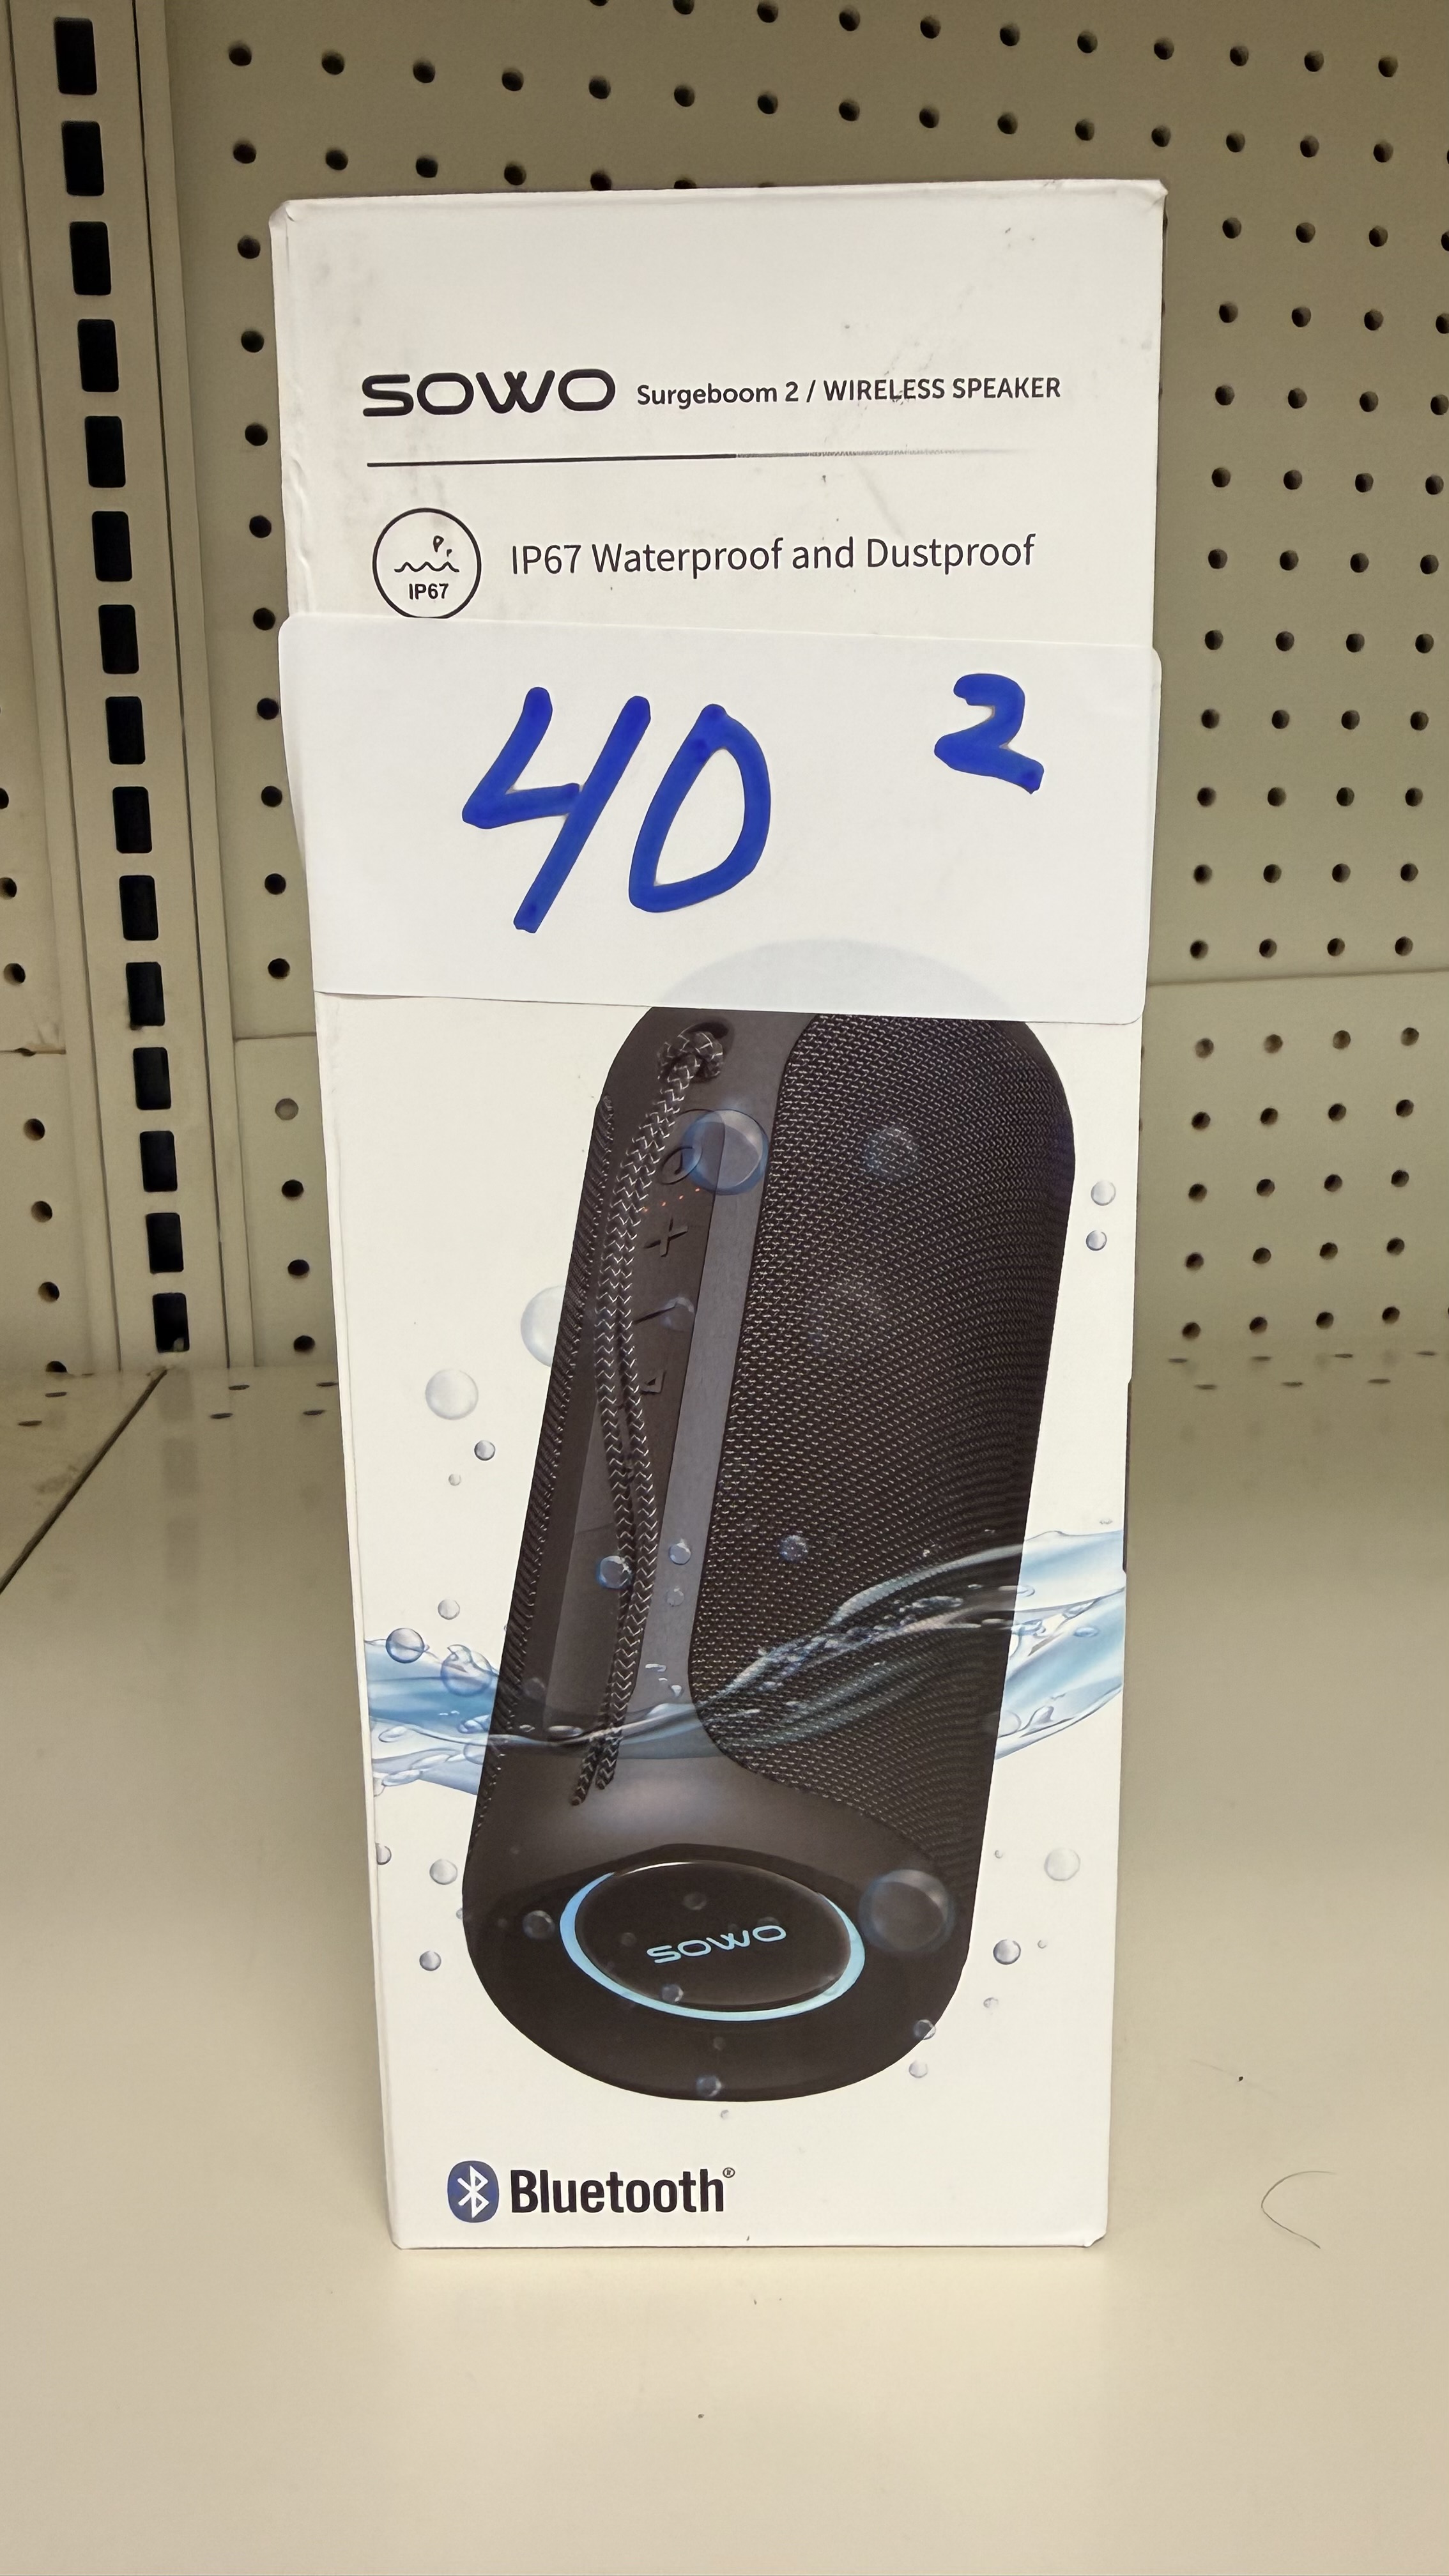 SOWO Surgeboom 2 / WIRELESS SPEAKER
IP67
IP67 Waterproof and Dustproof
40 2
SOWO
Bluetooth®